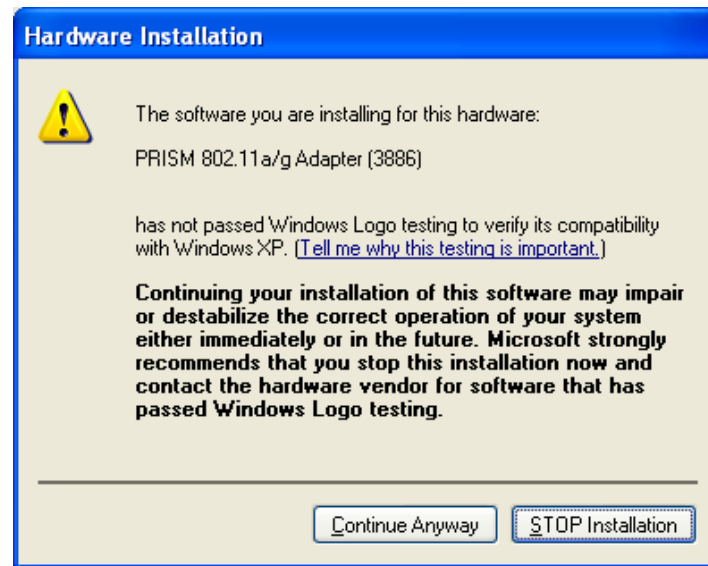 Hardware Installation
The software you are installing for this hardware:
PRISM 802.11a/g Adapter (3886)
has not passed Windows Logo testing to verify its compatibility
with Windows XP. (Tell me why this testing is important.)
Continuing your installation of this software may impair
or destabilize the correct operation of your system
either immediately or in the future. Microsoft strongly
recommends that you stop this installation now and
contact the hardware vendor for software that has
passed Windows Logo testing.
Continue Anyway
STOP Installation